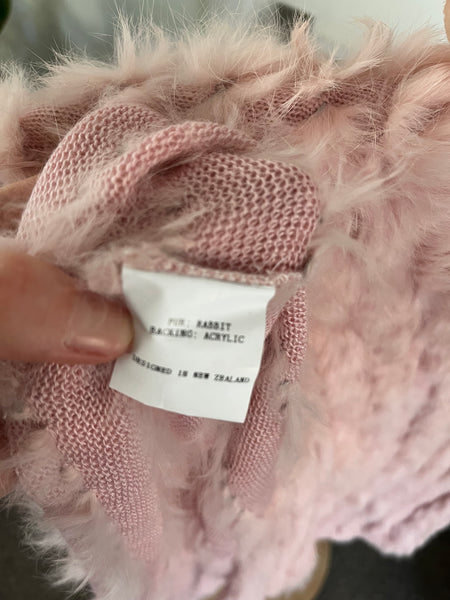 FUR: RABBIT
BACKING: ACRYLIC
DESIGNED IN NEW ZEALAND